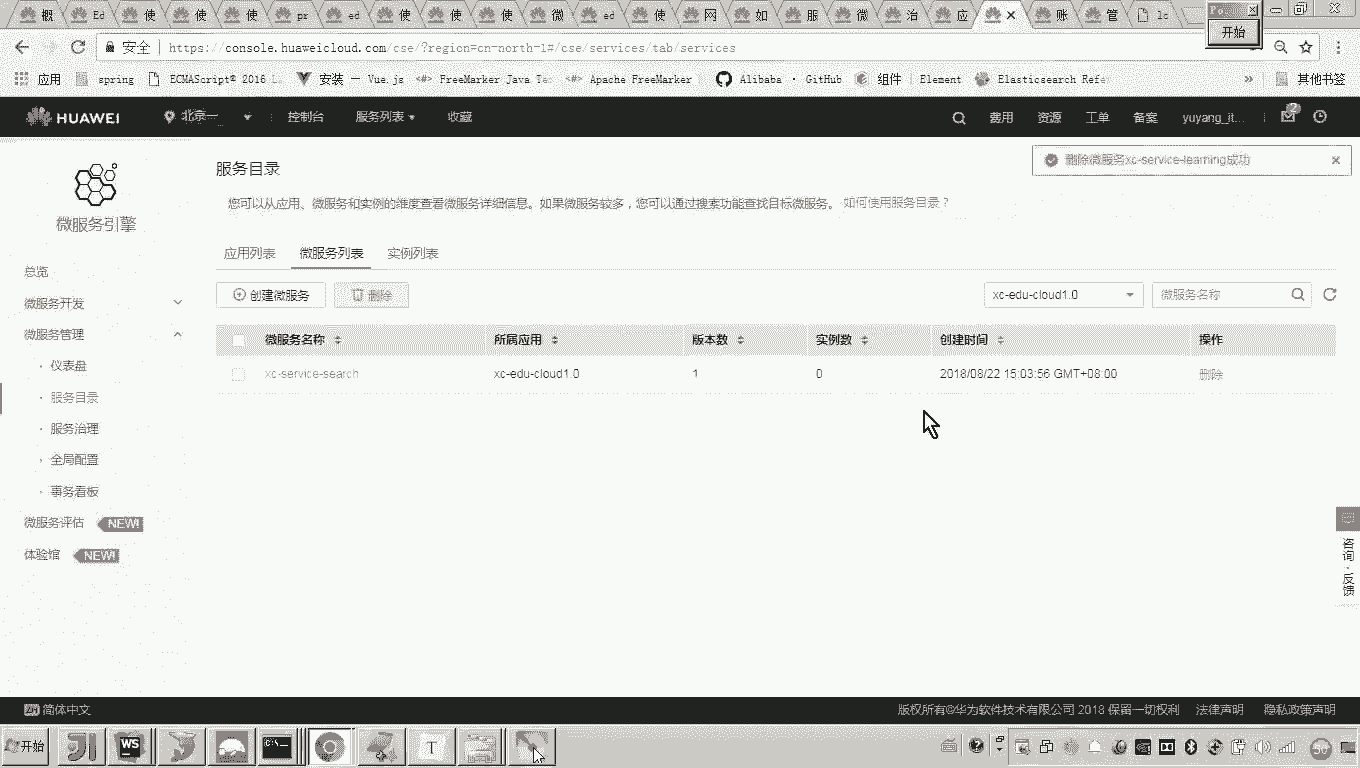 概 Ed 使 使 使 pr ed 使 使 使 微 ed 使 网 如 服 微 治 应 × 账 管 lc
开始
安全 https://console.huaweicloud.com/cse/?region=cn-north-1#/cse/services/tab/services
应用 spring ECMAScript® 2016 安装 — Vue.js FreeMarker Java Apache FreeMarker Alibaba · GitHub 组件 Element Elasticsearch Refe » 其他书签
HUAWEI 北京一 控制台 服务列表 收藏 费用 资源 工单 备案 yuyang_it... 2
删除微服务xc-service-learning成功 ×
微服务引擎
总览
微服务开发
微服务管理
· 仪表盘
· 服务目录
· 服务治理
· 全局配置
· 事务看板
微服务评估 NEW!
体验馆 NEW!
服务目录
您可以从应用、微服务和实例的维度查看微服务详细信息。如果微服务较多，您可以通过搜索功能查找目标微服务。 如何使用服务目录？
应用列表 微服务列表 实例列表
创建微服务 删除 xc-edu-cloud1.0 微服务名称
微服务名称 所属应用 版本数 实例数 创建时间 操作
xc-service-search xc-edu-cloud1.0 1 0 2018/08/22 15:03:56 GMT+08:00 删除
咨询·反馈
简体中文 版权所有©华为软件技术有限公司 2018 保留一切权利 法律声明 隐私政策声明
开始 WS C:\ T